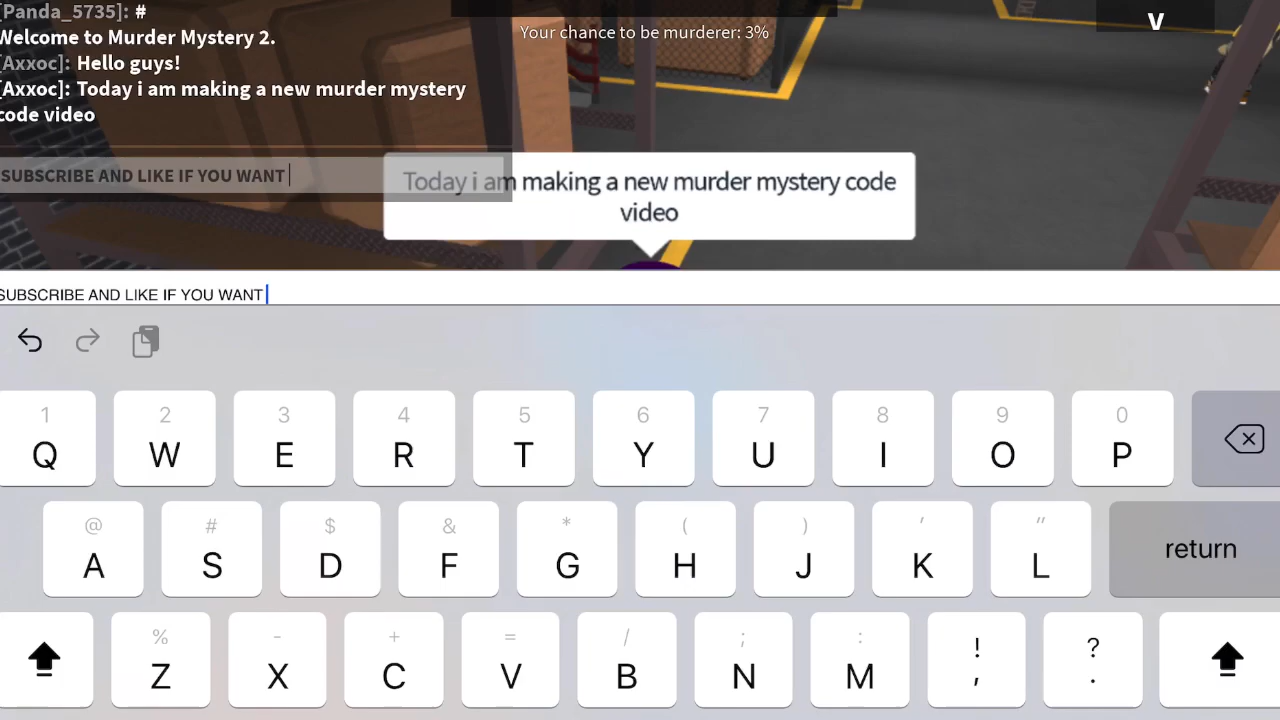 [Panda_5735]: #
Your chance to be murderer: 3%
V
Welcome to Murder Mystery 2.
[Axxoc]: Hello guys!
[Axxoc]: Today i am making a new murder mystery
code video
SUBSCRIBE AND LIKE IF YOU WANT
Today i am making a new murder mystery code
video
SUBSCRIBE AND LIKE IF YOU WANT
1 2 3 4 5 6 7 8 9 0
Q W E R T Y U I O P
@ # $ & * ( ) ' "
A S D F G H J K L return
% - + = / ; : ! ?
Z X C V B N M , .